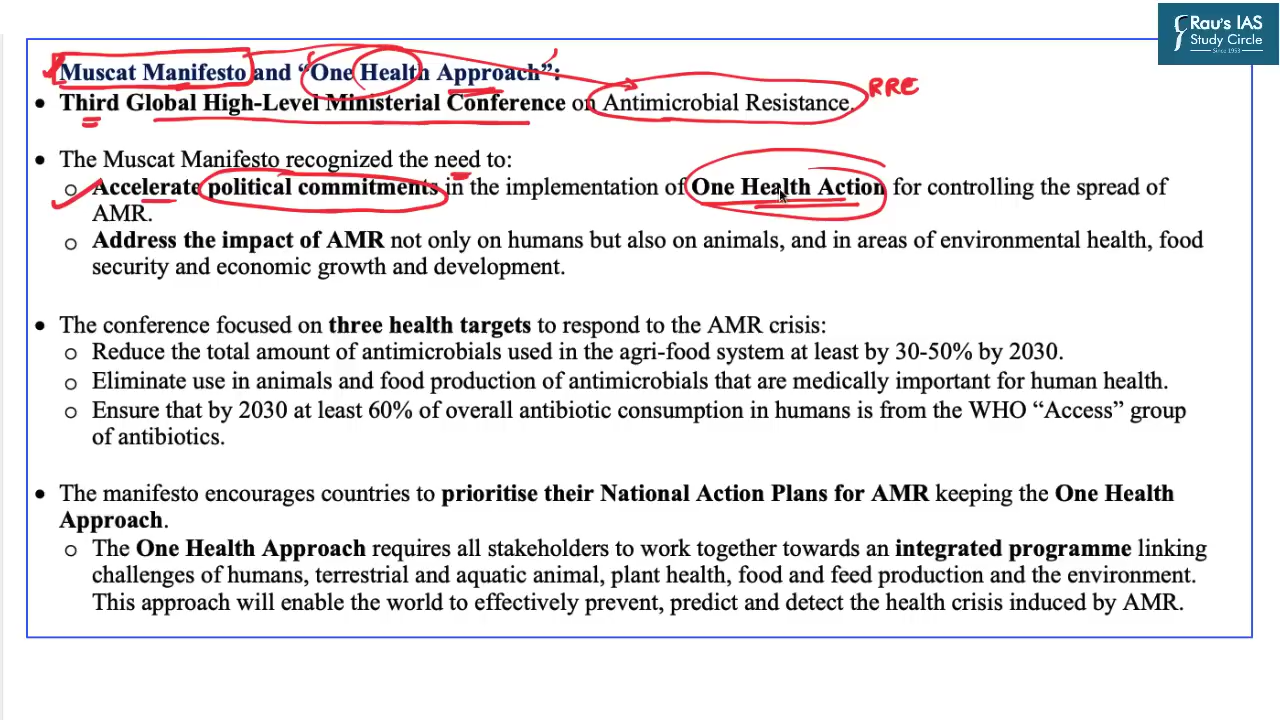 Rau's IAS
Study Circle
Since 1953
Muscat Manifesto and “One Health Approach”:
• Third Global High-Level Ministerial Conference on Antimicrobial Resistance. RRE
• The Muscat Manifesto recognized the need to:
o Accelerate political commitments in the implementation of One Health Action for controlling the spread of
AMR.
o Address the impact of AMR not only on humans but also on animals, and in areas of environmental health, food
security and economic growth and development.
• The conference focused on three health targets to respond to the AMR crisis:
o Reduce the total amount of antimicrobials used in the agri-food system at least by 30-50% by 2030.
o Eliminate use in animals and food production of antimicrobials that are medically important for human health.
o Ensure that by 2030 at least 60% of overall antibiotic consumption in humans is from the WHO “Access” group
of antibiotics.
• The manifesto encourages countries to prioritise their National Action Plans for AMR keeping the One Health
Approach.
o The One Health Approach requires all stakeholders to work together towards an integrated programme linking
challenges of humans, terrestrial and aquatic animal, plant health, food and feed production and the environment.
This approach will enable the world to effectively prevent, predict and detect the health crisis induced by AMR.